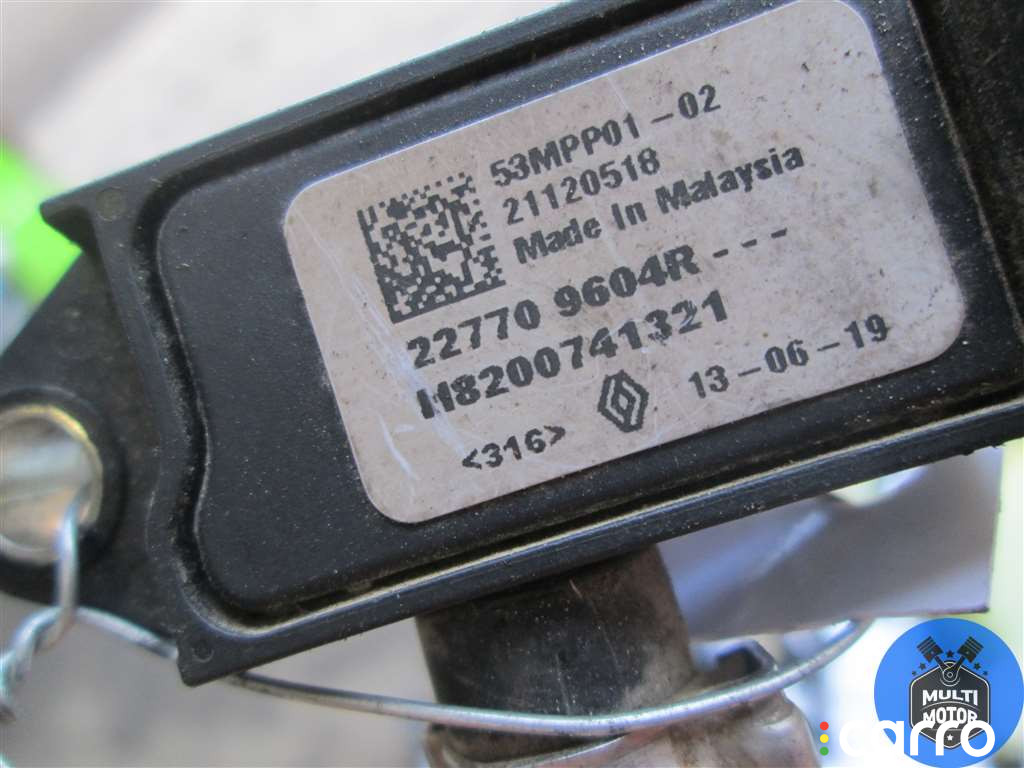 53MPP01-02
21120518
Made In Malaysia
22770 9604R---
H8200741321
<316> 13-06-19
MULTI
MOTOR
carro